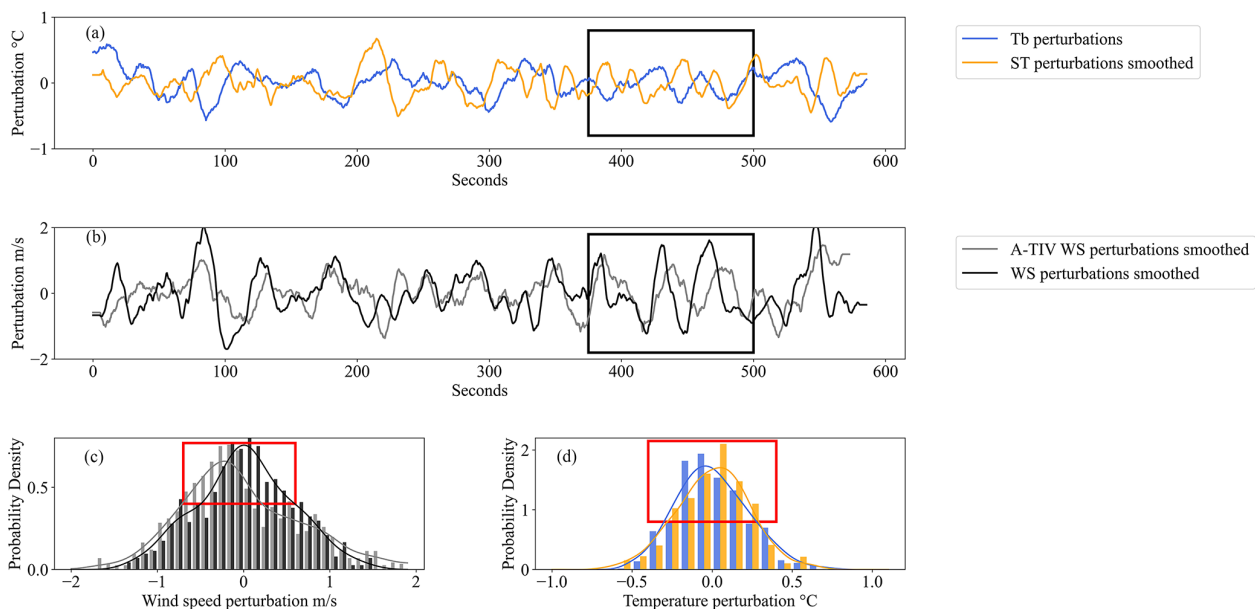 (a)
Perturbation °C
1
0
−1
0 100 200 300 400 500 600
Seconds
Tb perturbations
ST perturbations smoothed
(b)
Perturbation m/s
2
0
−2
0 100 200 300 400 500 600
Seconds
A-TIV WS perturbations smoothed
WS perturbations smoothed
(c)
Probability Density
0.5
0.0
−2 −1 0 1 2
Wind speed perturbation m/s
(d)
Probability Density
2
1
0
−1.0 −0.5 0.0 0.5 1.0
Temperature perturbation °C